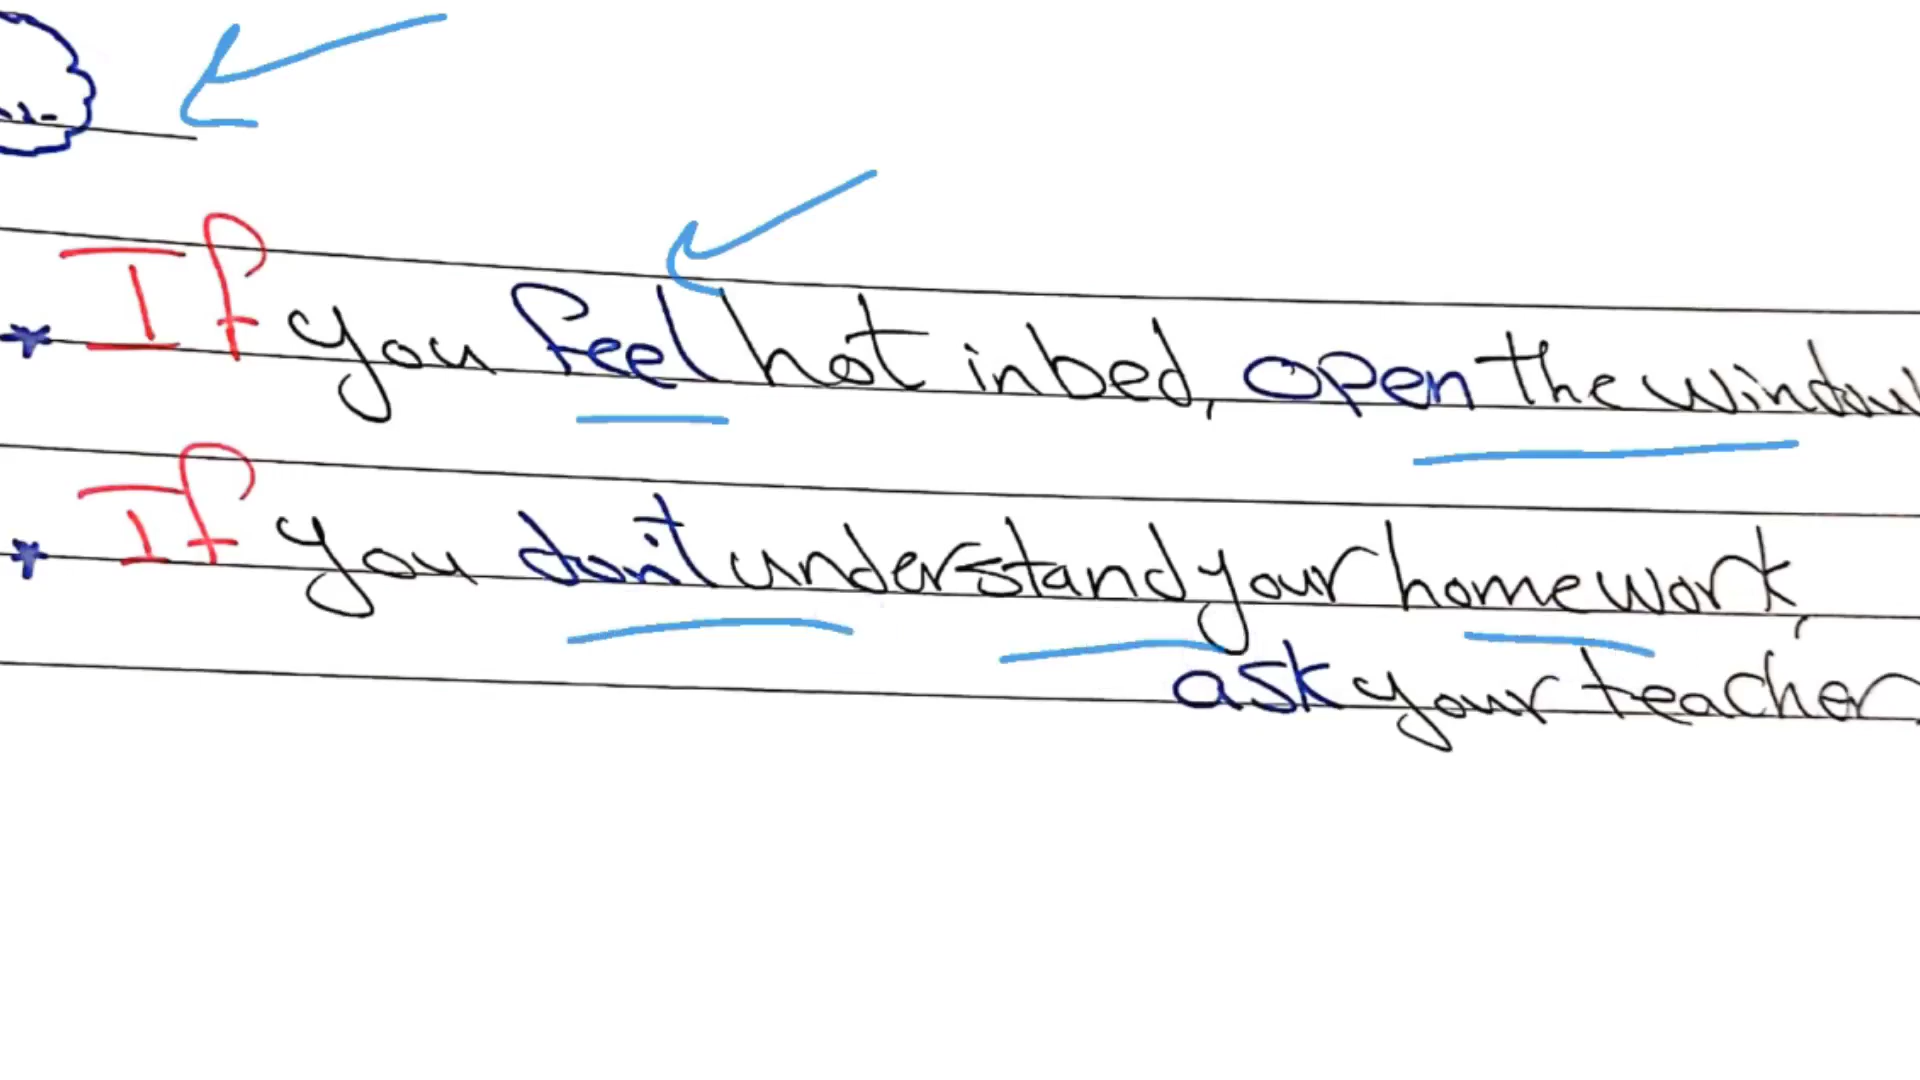 * If you feel hot in bed, open the window
* If you don't understand your homework,
ask your teacher.